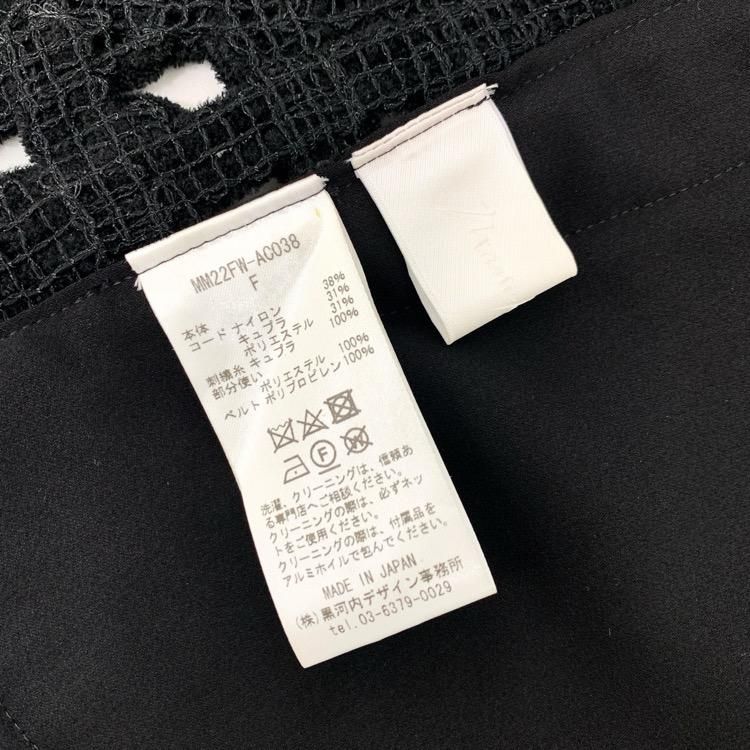 MM22FW-AC038
F
本体
コード ナイロン 38%
キュプラ 31%
ポリエステル 31%
刺繍糸 キュプラ 100%
部分使い
ポリエステル 100%
ベルト ポリプロピレン100%
F
W
洗濯、クリーニングは、信頼あ
る専門店へご相談ください。
クリーニングの際は、必ずネッ
トをご使用ください。
クリーニングの際は、付属品を
アルミホイルで包んでください。
MADE IN JAPAN
(株)黒河内デザイン事務所
tel.03-6379-0029